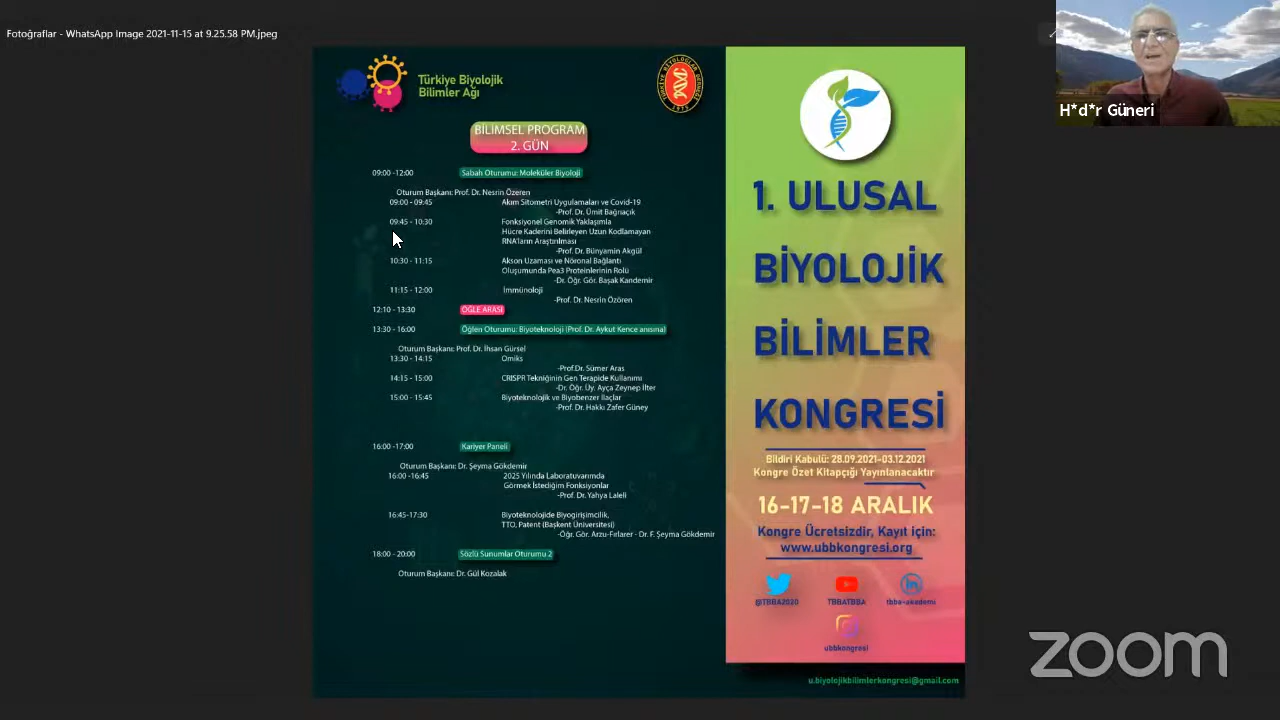 Fotoğraflar - WhatsApp Image 2021-11-15 at 9.25.58 PM.jpeg
H*d*r Güneri
Türkiye Biyolojik
Bilimler Ağı
BİLİMSEL PROGRAM
2. GÜN
09:00 -12:00 Sabah Oturumu: Moleküler Biyoloji
Oturum Başkanı: Prof. Dr. Nesrin Özeren
09:00 - 09:45 Akım Sitometri Uygulamaları ve Covid-19
-Prof. Dr. Ümit Bağrıaçık
09:45 - 10:30 Fonksiyonel Genomik Yaklaşımla
Hücre Kaderini Belirleyen Uzun Kodlamayan
RNA'ların Araştırılması
-Prof. Dr. Bünyamin Akgül
10:30 - 11:15 Akson Uzaması ve Nöronal Bağlantı
Oluşumunda Pea3 Proteinlerinin Rolü
-Dr. Öğr. Gör. Başak Kandemir
11:15 - 12:00 İmmünoloji
-Prof. Dr. Nesrin Özören
12:10 - 13:30 ÖĞLE ARASI
13:30 - 16:00 Öğlen Oturumu: Biyoteknoloji (Prof. Dr. Aykut Kence anısına)
Oturum Başkanı: Prof. Dr. İhsan Gürsel
13:30 - 14:15 Omiks
-Prof.Dr. Sümer Aras
14:15 - 15:00 CRISPR Tekniğinin Gen Terapide Kullanımı
-Dr. Öğr. Üy. Ayça Zeynep İlter
15:00 - 15:45 Biyoteknolojik ve Biyobenzer İlaçlar
-Prof. Dr. Hakkı Zafer Güney
16:00 -17:00 Kariyer Paneli
Oturum Başkanı: Dr. Şeyma Gökdemir
16:00 -16:45 2025 Yılında Laboratuvarımda
Görmek İstediğim Fonksiyonlar
-Prof. Dr. Yahya Laleli
16:45-17:30 Biyoteknolojide Biyogirişimcilik,
TTO, Patent (Başkent Üniversitesi)
-Öğr. Gör. Arzu-Fırlarer - Dr. F. Şeyma Gökdemir
18:00 - 20:00 Sözlü Sunumlar Oturumu 2
Oturum Başkanı: Dr. Gül Kozalak
1. ULUSAL
BİYOLOJİK
BİLİMLER
KONGRESİ
Bildiri Kabulü: 28.09.2021-03.12.2021
Kongre Özet Kitapçığı Yayınlanacaktır
16-17-18 ARALIK
Kongre Ücretsizdir, Kayıt için:
www.ubbkongresi.org
@TBBA2020 TBBATBBA tbba-akademi
ubbkongresi
u.biyolojikbilimlerkongresi@gmail.com
zoom